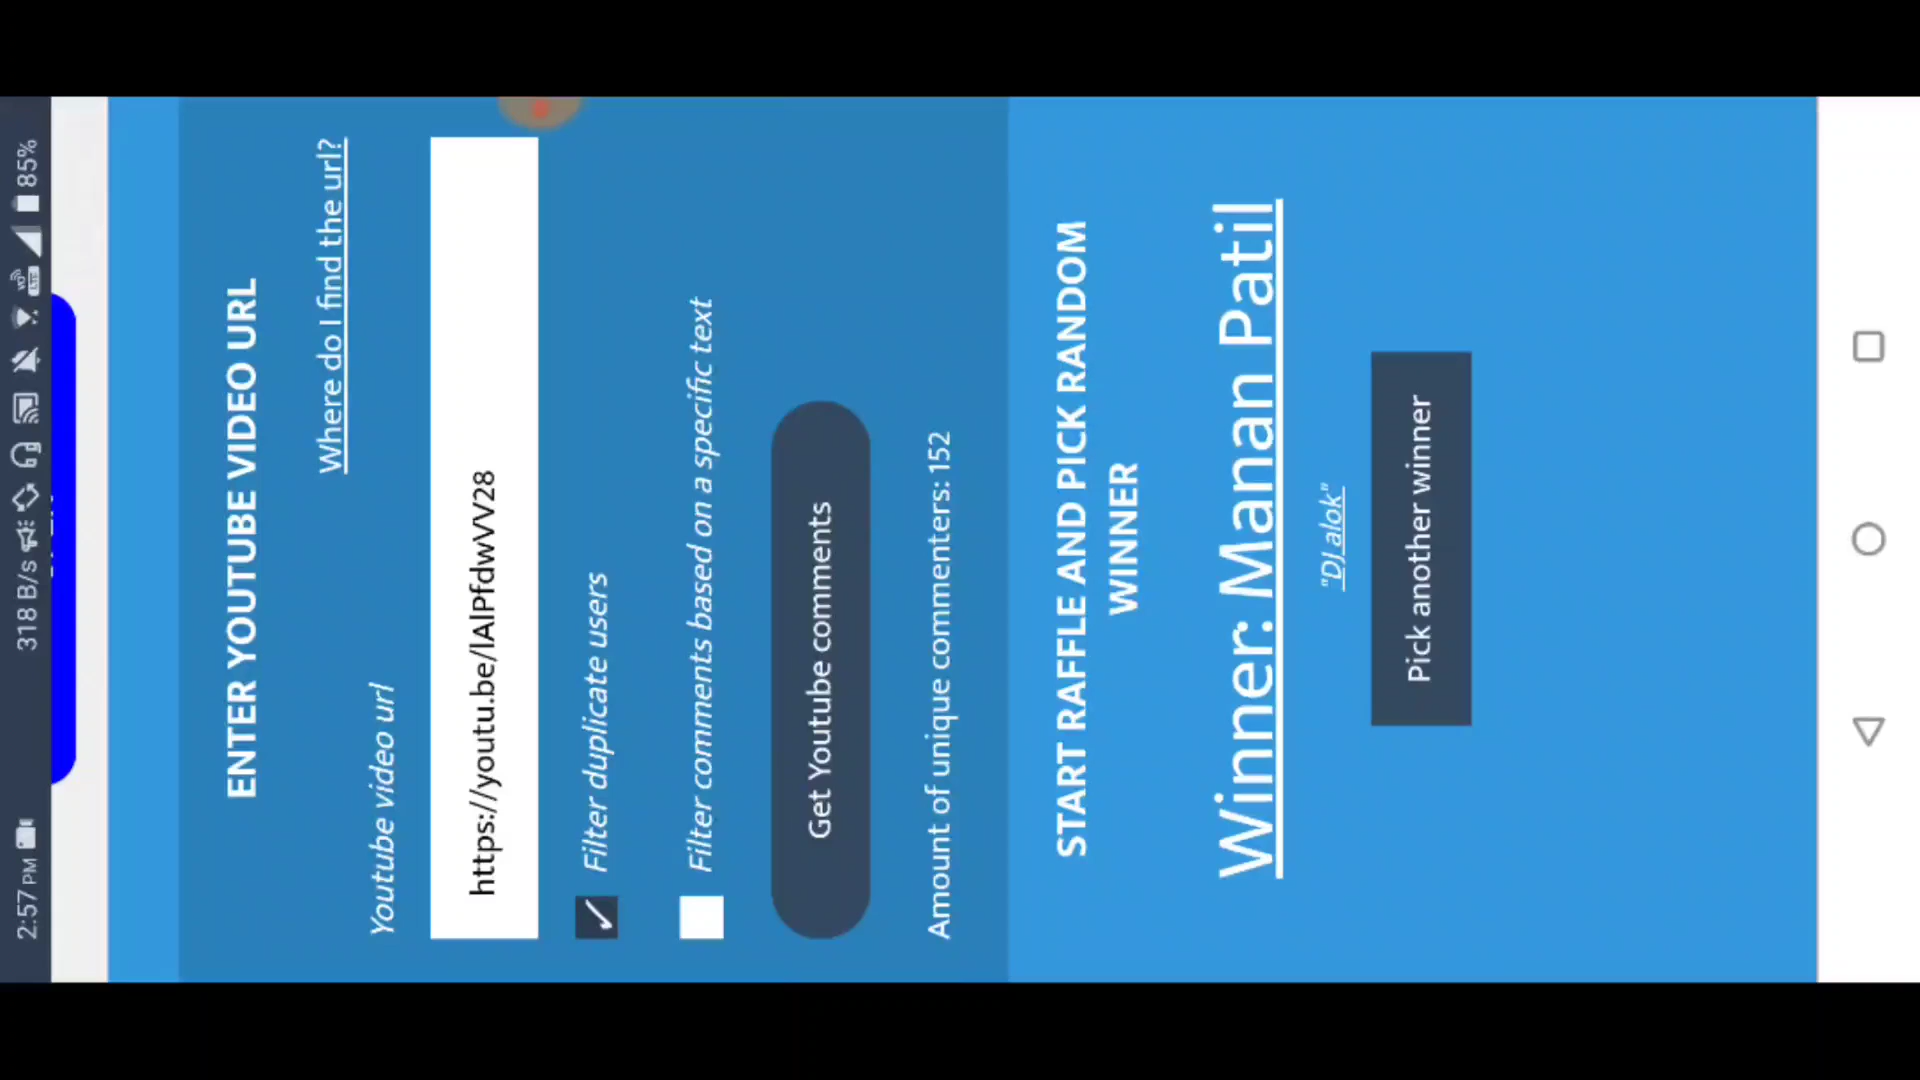 2:57 PM 318 B/s 85%
ENTER YOUTUBE VIDEO URL
Where do I find the url?
Youtube video url
https://youtu.be/lAlPfdwVV28
Filter duplicate users
Filter comments based on a specific text
Get Youtube comments
Amount of unique commenters: 152
START RAFFLE AND PICK RANDOM
WINNER
Winner: Manan Patil
"DJ alok"
Pick another winner